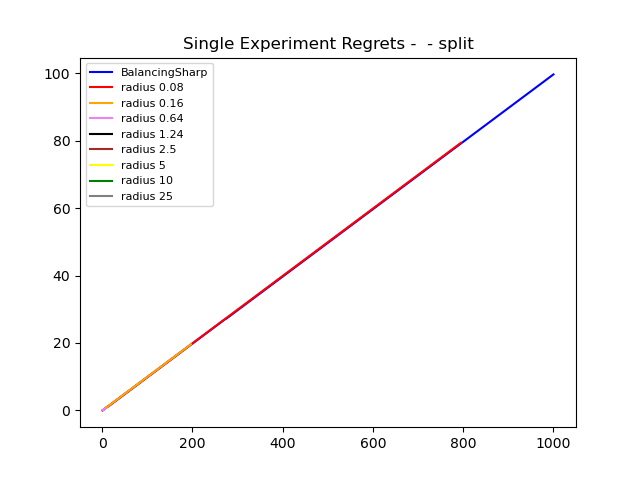 Single Experiment Regrets -  - split
BalancingSharp
radius 0.08
radius 0.16
radius 0.64
radius 1.24
radius 2.5
radius 5
radius 10
radius 25
100
80
60
40
20
0
0 200 400 600 800 1000